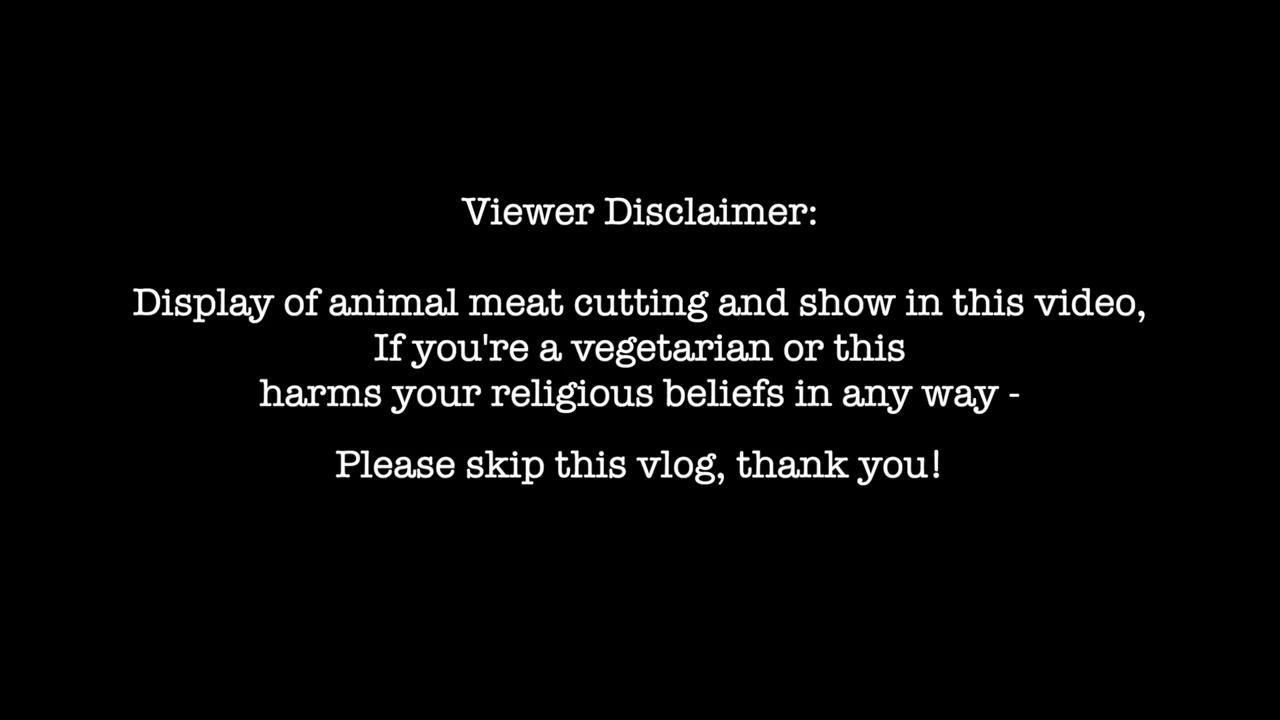 Viewer Disclaimer:
Display of animal meat cutting and show in this video,
If you're a vegetarian or this
harms your religious beliefs in any way -
Please skip this vlog, thank you!